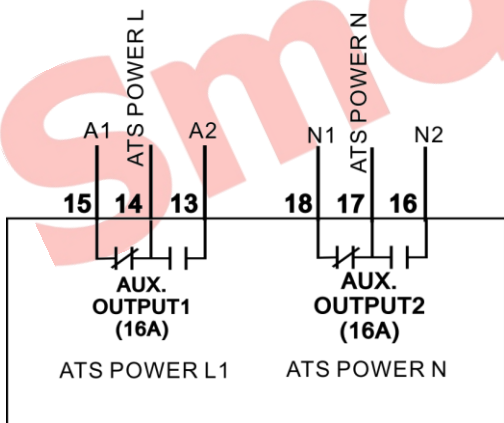 Smo
A1 ATS POWER L A2 N1 ATS POWER N N2
15 14 13 18 17 16
AUX. OUTPUT1 (16A)
AUX. OUTPUT2 (16A)
ATS POWER L1 ATS POWER N